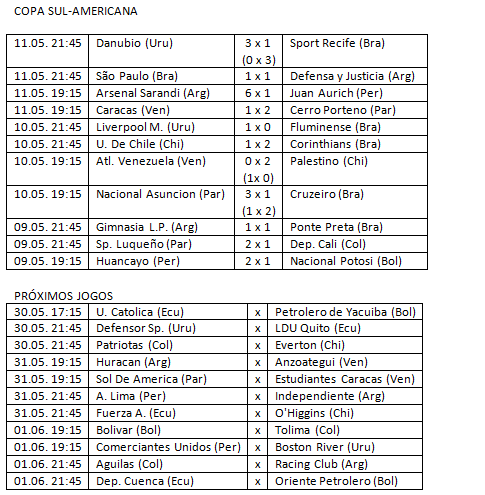 COPA SUL-AMERICANA
11.05. 21:45 Danubio (Uru) 3 x 1 Sport Recife (Bra)
(0 x 3)
11.05. 21:45 São Paulo (Bra) 1 x 1 Defensa y Justicia (Arg)
11.05. 19:15 Arsenal Sarandi (Arg) 6 x 1 Juan Aurich (Per)
11.05. 19:15 Caracas (Ven) 1 x 2 Cerro Porteno (Par)
10.05. 21:45 Liverpool M. (Uru) 1 x 0 Fluminense (Bra)
10.05. 21:45 U. De Chile (Chi) 1 x 2 Corinthians (Bra)
10.05. 19:15 Atl. Venezuela (Ven) 0 x 2 Palestino (Chi)
(1x 0)
10.05. 19:15 Nacional Asuncion (Par) 3 x 1 Cruzeiro (Bra)
(1 x 2)
09.05. 21:45 Gimnasia L.P. (Arg) 1 x 1 Ponte Preta (Bra)
09.05. 21:45 Sp. Luqueño (Par) 2 x 1 Dep. Cali (Col)
09.05. 19:15 Huancayo (Per) 2 x 1 Nacional Potosi (Bol)
PRÓXIMOS JOGOS
30.05. 17:15 U. Catolica (Ecu) x Petrolero de Yacuiba (Bol)
30.05. 21:45 Defensor Sp. (Uru) x LDU Quito (Ecu)
30.05. 21:45 Patriotas (Col) x Everton (Chi)
31.05. 19:15 Huracan (Arg) x Anzoategui (Ven)
31.05. 19:15 Sol De America (Par) x Estudiantes Caracas (Ven)
31.05. 21:45 A. Lima (Per) x Independiente (Arg)
31.05. 21:45 Fuerza A. (Ecu) x O'Higgins (Chi)
01.06. 19:15 Bolivar (Bol) x Tolima (Col)
01.06. 19:15 Comerciantes Unidos (Per) x Boston River (Uru)
01.06. 21:45 Aguilas (Col) x Racing Club (Arg)
01.06. 21:45 Dep. Cuenca (Ecu) x Oriente Petrolero (Bol)